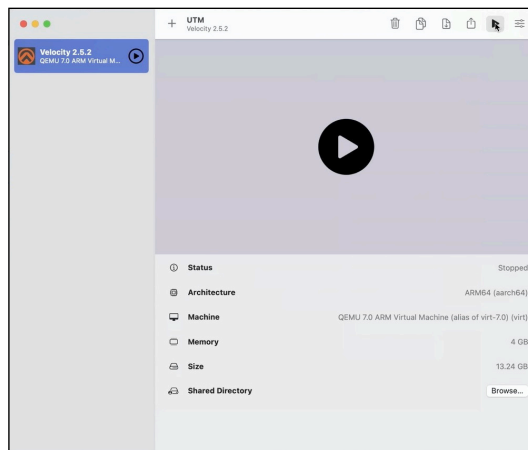 UTM
Velocity 2.5.2
Velocity 2.5.2
QEMU 7.0 ARM Virtual M...
Status Stopped
Architecture ARM64 (aarch64)
Machine QEMU 7.0 ARM Virtual Machine (alias of virt-7.0) (virt)
Memory 4 GB
Size 13.24 GB
Shared Directory Browse...